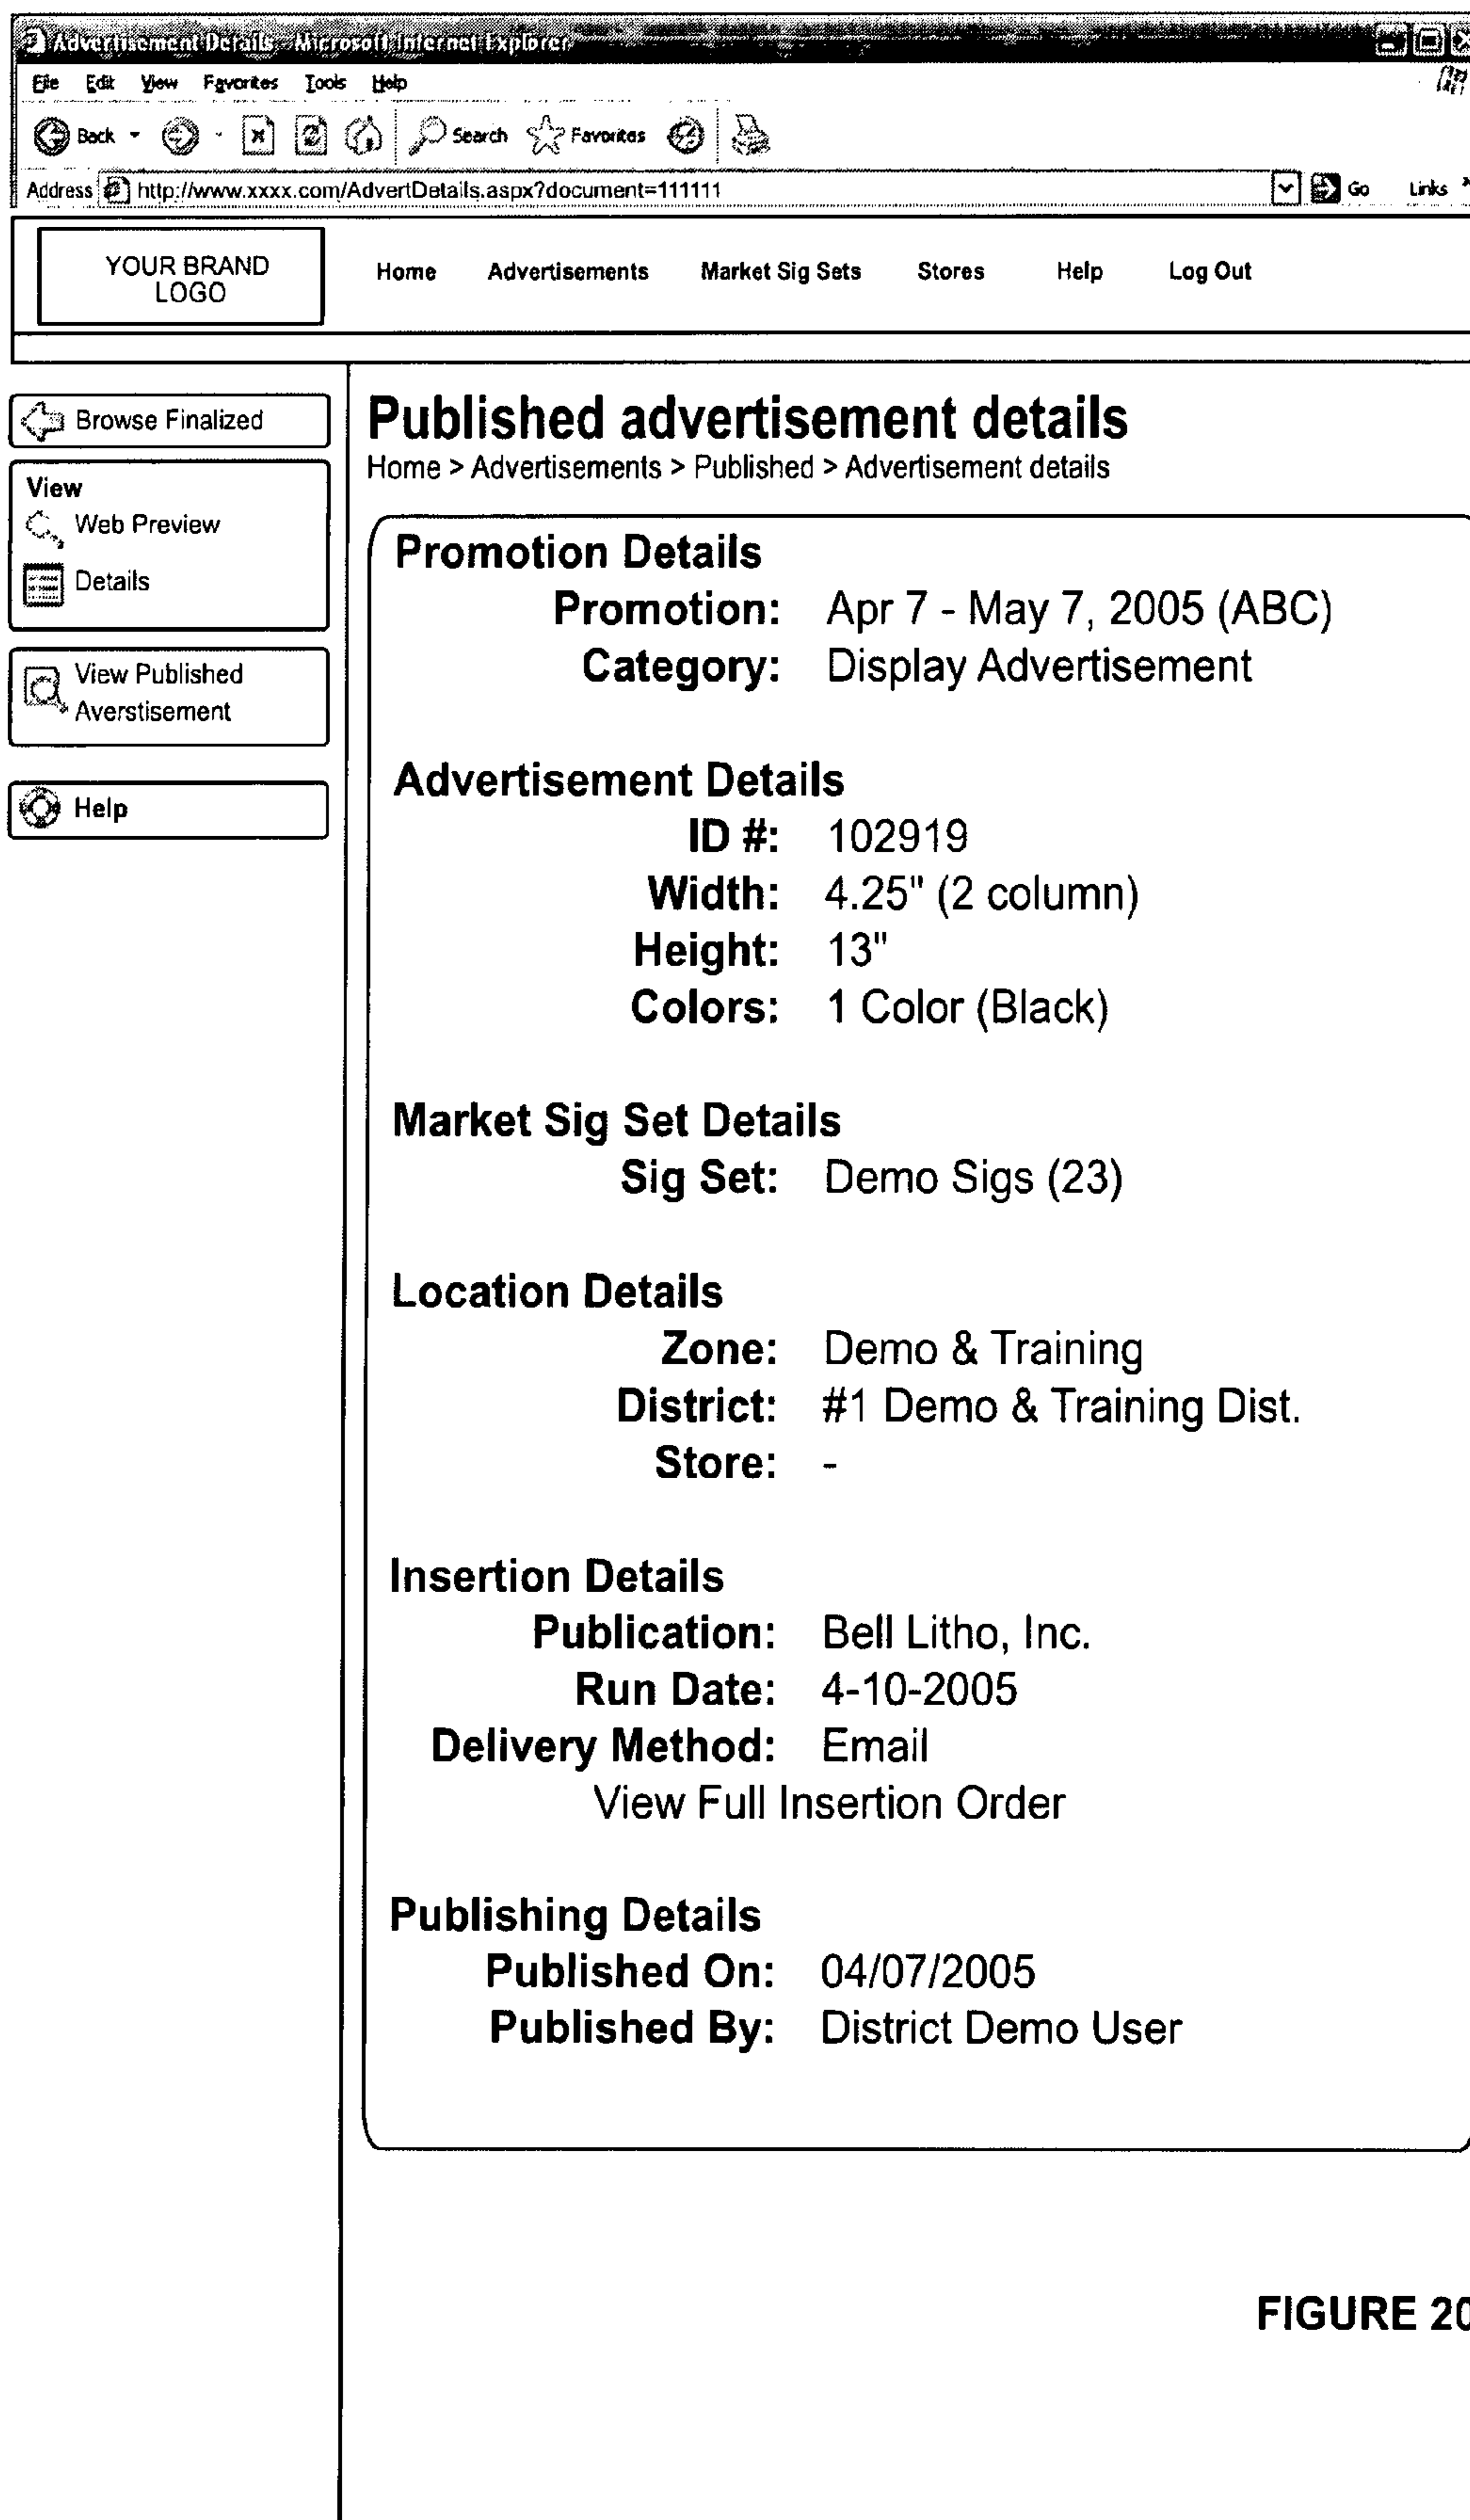 Advertisement Details - Microsoft Internet Explorer
File Edit View Favorites Tools Help
Back Search Favorites
Address http://www.xxxx.com/AdvertDetails.aspx?document=111111 Go Links
YOUR BRAND
LOGO
Home Advertisements Market Sig Sets Stores Help Log Out
Browse Finalized
View
Web Preview
Details
View Published
Averstisement
Help
Published advertisement details
Home > Advertisements > Published > Advertisement details
Promotion Details
Promotion: Apr 7 - May 7, 2005 (ABC)
Category: Display Advertisement
Advertisement Details
ID #: 102919
Width: 4.25" (2 column)
Height: 13"
Colors: 1 Color (Black)
Market Sig Set Details
Sig Set: Demo Sigs (23)
Location Details
Zone: Demo & Training
District: #1 Demo & Training Dist.
Store: -
Insertion Details
Publication: Bell Litho, Inc.
Run Date: 4-10-2005
Delivery Method: Email
View Full Insertion Order
Publishing Details
Published On: 04/07/2005
Published By: District Demo User
FIGURE 20